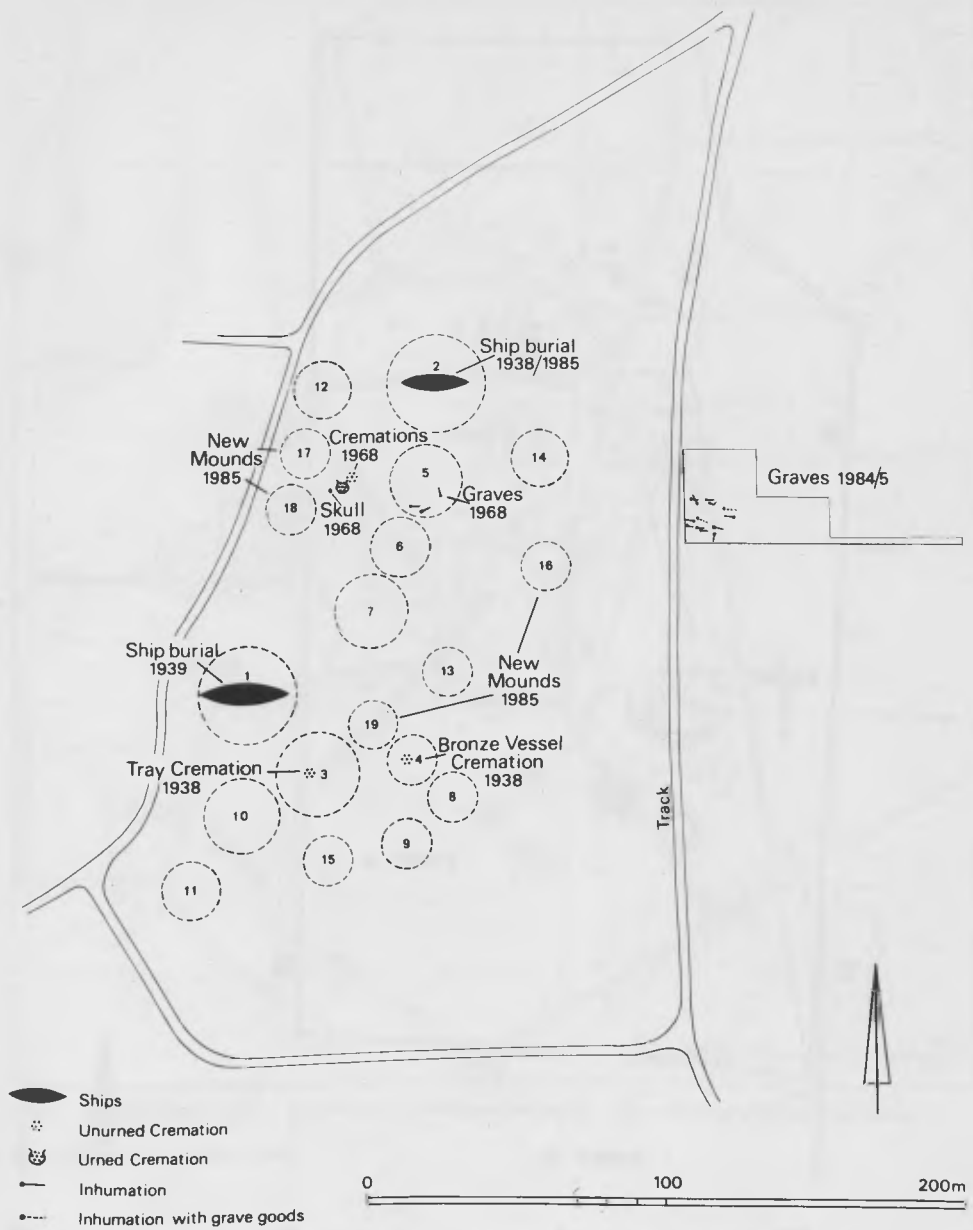 Ship burial
1938/1985
2
12
New
Mounds
1985
17
Cremations
1968
5
14
Graves 1984/5
Skull
1968
Graves
1968
18
6
16
7
Ship burial
1939
1
13
New
Mounds
1985
19
Tray Cremation
1938
3
4
Bronze Vessel
Cremation
1938
8
10
9
15
11
Track
Ships
Unurned Cremation
Urned Cremation
Inhumation
Inhumation with grave goods
0 100 200m